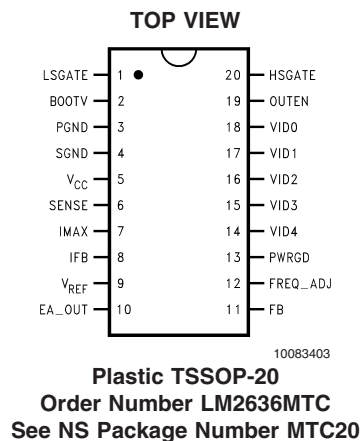 TOP VIEW
LSGATE 1 20 HSGATE
BOOTV 2 19 OUTEN
PGND 3 18 VID0
SGND 4 17 VID1
VCC 5 16 VID2
SENSE 6 15 VID3
IMAX 7 14 VID4
IFB 8 13 PWRGD
VREF 9 12 FREQ_ADJ
EA_OUT 10 11 FB
10083403
Plastic TSSOP-20
Order Number LM2636MTC
See NS Package Number MTC20